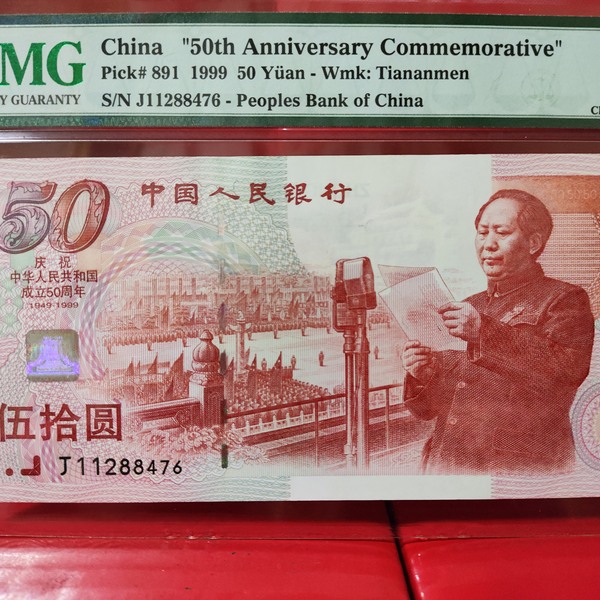 MG
Y GUARANTY
China "50th Anniversary Commemorative"
Pick# 891 1999 50 Yüan - Wmk: Tiananmen
S/N J11288476 - Peoples Bank of China
50
中国人民银行
庆祝
中华人民共和国
成立50周年
1949-1999
伍拾圆
J11288476